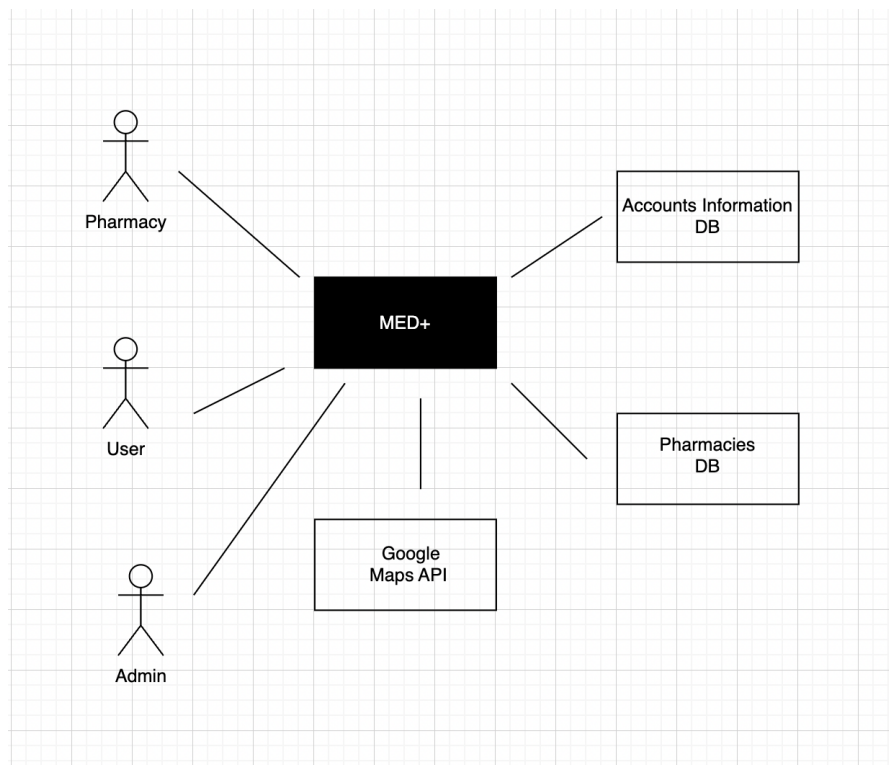 Pharmacy
Accounts Information
DB
MED+
User
Pharmacies
DB
Google
Maps API
Admin